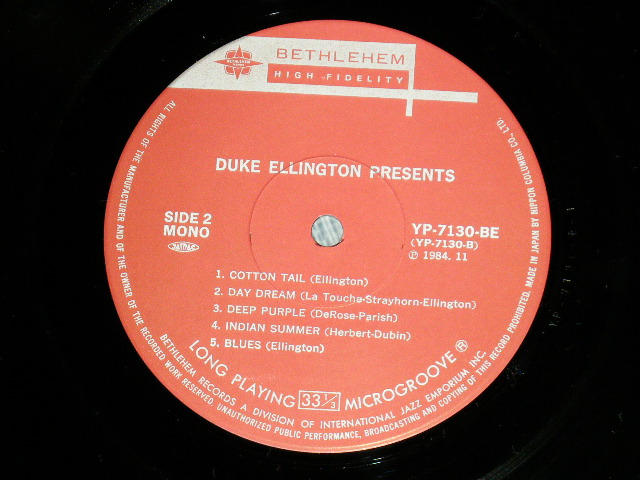 BETHLEHEM
HIGH FIDELITY
DUKE ELLINGTON PRESENTS
SIDE 2
MONO
JASRAC
YP-7130-BE
(YP-7130-B)
Ⓟ 1984. 11
1. COTTON TAIL (Ellington)
2. DAY DREAM (La Touche-Strayhorn-Ellington)
3. DEEP PURPLE (DeRose-Parish)
4. INDIAN SUMMER (Herbert-Dubin)
5. BLUES (Ellington)
LONG PLAYING 33 1/3 MICROGROOVE ®
BETHLEHEM RECORDS A DIVISION OF INTERNATIONAL JAZZ EMPORIUM INC.
ALL RIGHTS OF THE MANUFACTURER AND OF THE OWNER OF THE RECORDED WORK RESERVED. UNAUTHORIZED PUBLIC PERFORMANCE, BROADCASTING AND COPYING OF THIS RECORD PROHIBITED. MADE IN JAPAN BY NIPPON COLUMBIA CO., LTD.